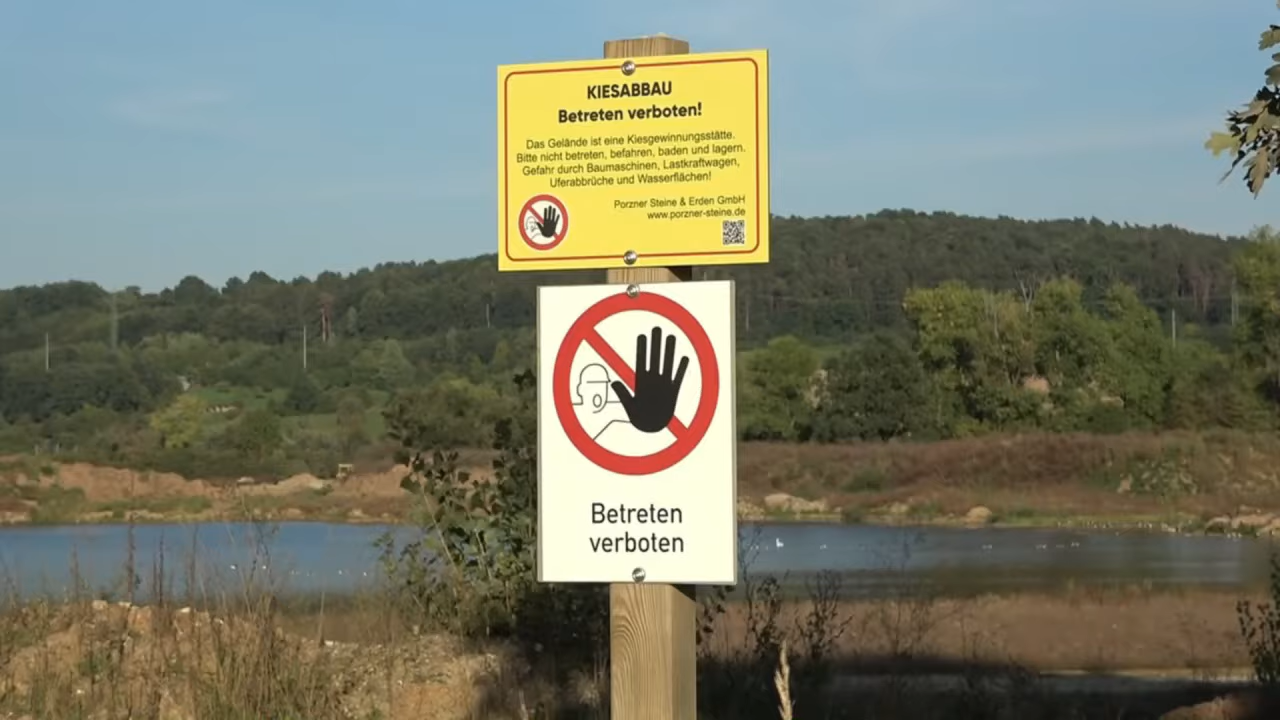 KIESABBAU
Betreten verboten!
Das Gelände ist eine Kiesgewinnungsstätte.
Bitte nicht betreten, befahren, baden und lagern.
Gefahr durch Baumaschinen, Lastkraftwagen,
Uferabbrüche und Wasserflächen!
Porzner Steine & Erden GmbH
www.porzner-steine.de
Betreten
verboten